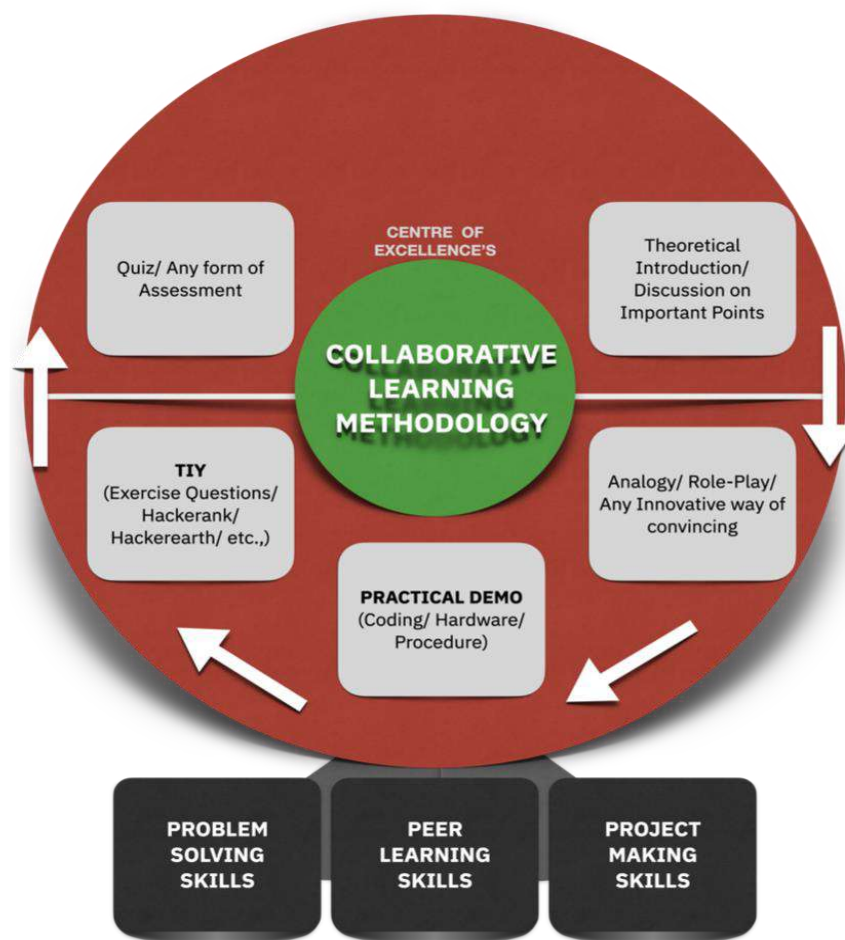 CENTRE OF
EXCELLENCE'S
COLLABORATIVE
LEARNING
METHODOLOGY
Theoretical
Introduction/
Discussion on
Important Points
Analogy/ Role-Play/
Any Innovative way of
convincing
PRACTICAL DEMO
(Coding/ Hardware/
Procedure)
TIY
(Exercise Questions/
Hackerank/
Hackerearth/ etc.,)
Quiz/ Any form of
Assessment
PROBLEM
SOLVING
SKILLS
PEER
LEARNING
SKILLS
PROJECT
MAKING
SKILLS